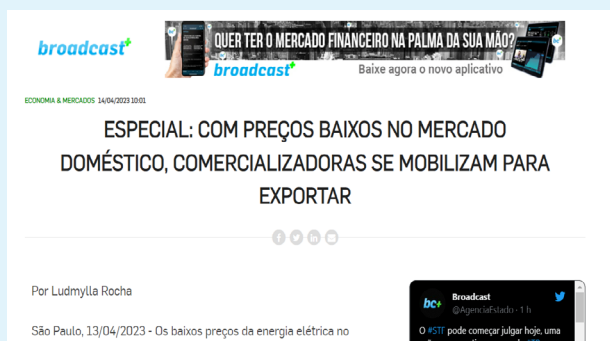 broadcast+
QUER TER O MERCADO FINANCEIRO NA PALMA DA SUA MÃO?
broadcast+
Baixe agora o novo aplicativo
ECONOMIA & MERCADOS 14/04/2023 10:01
ESPECIAL: COM PREÇOS BAIXOS NO MERCADO
DOMÉSTICO, COMERCIALIZADORAS SE MOBILIZAM PARA
EXPORTAR
Por Ludmylla Rocha
São Paulo, 13/04/2023 - Os baixos preços da energia elétrica no
bc+
Broadcast
@AgenciaEstado · 1 h
O #STF pode começar julgar hoje, uma